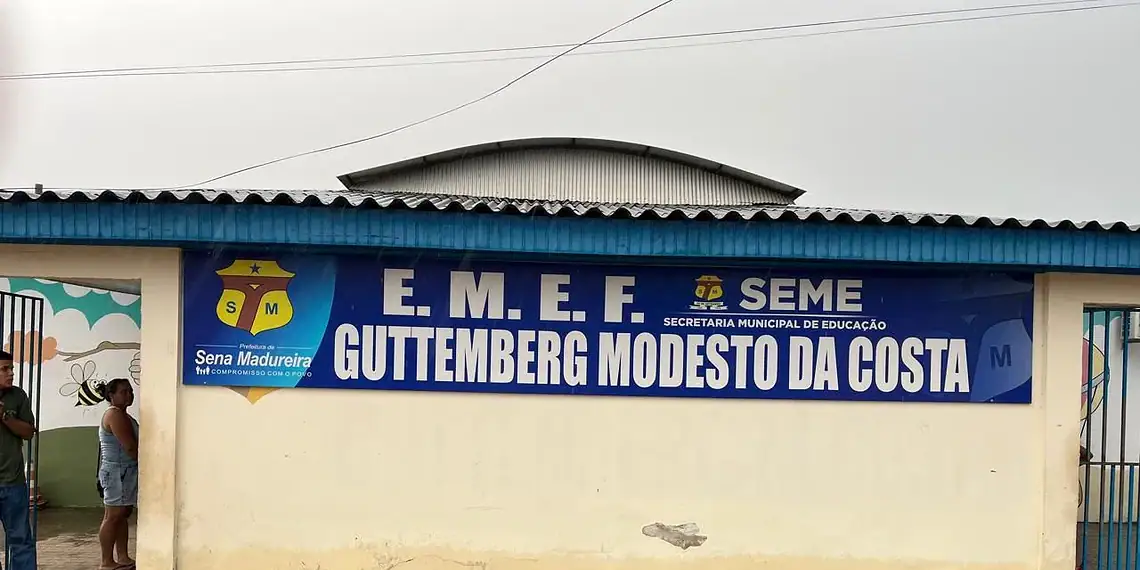 S M
Prefeitura de
Sena Madureira
COMPROMISSO COM O POVO
E. M. E. F.
SEME
SECRETARIA MUNICIPAL DE EDUCAÇÃO
GUTTEMBERG MODESTO DA COSTA
M